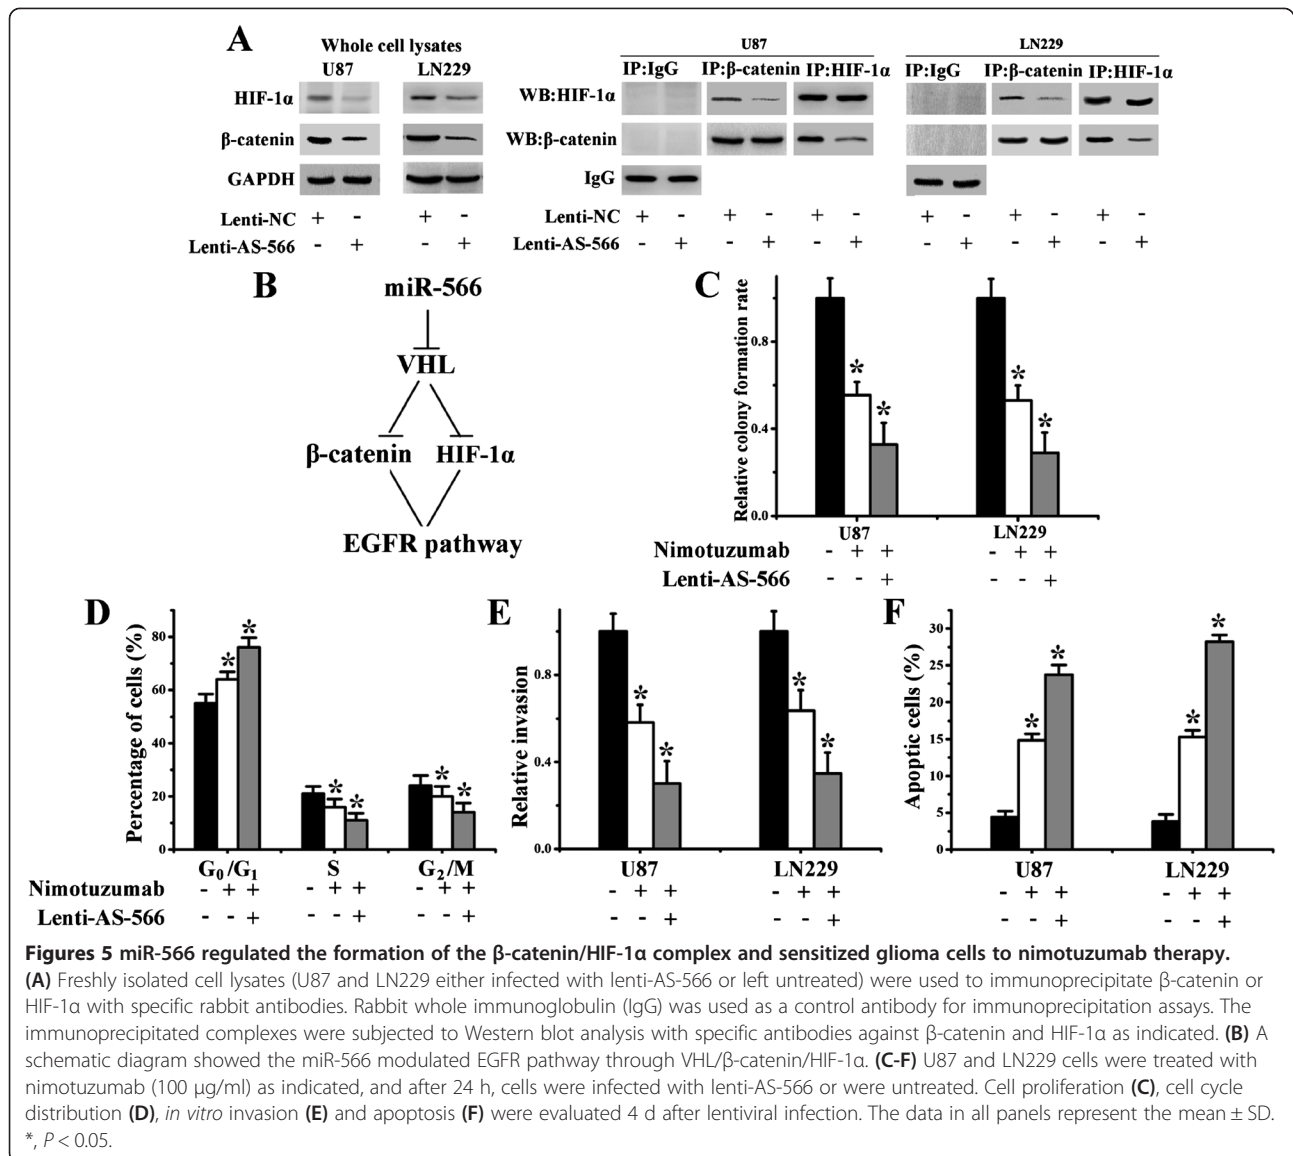 A
Whole cell lysates
U87 LN229
HIF-1α
β-catenin
GAPDH
Lenti-NC + - + -
Lenti-AS-566 - + - +
U87 LN229
IP:IgG IP:β-catenin IP:HIF-1α IP:IgG IP:β-catenin IP:HIF-1α
WB:HIF-1α
WB:β-catenin
IgG
Lenti-NC + - + - + - + - + - + -
Lenti-AS-566 - + - + - + - + - + - +
B
miR-566
VHL
β-catenin HIF-1α
EGFR pathway
C
Relative colony formation rate
0.8
0.4
0.0
* * * *
U87 LN229
Nimotuzumab - + + - + +
Lenti-AS-566 - - + - - +
D
Percentage of cells (%)
80
60
40
20
0
* * * * * *
G0/G1 S G2/M
Nimotuzumab - + + - + + - + +
Lenti-AS-566 - - + - - + - - +
E
Relative invasion
0.8
0.4
0.0
* * * *
U87 LN229
- + + - + +
- - + - - +
F
Apoptic cells (%)
30
25
20
15
10
5
0
* * * *
U87 LN229
- + + - + +
- - + - - +
Figures 5 miR-566 regulated the formation of the β-catenin/HIF-1α complex and sensitized glioma cells to nimotuzumab therapy.
(A) Freshly isolated cell lysates (U87 and LN229 either infected with lenti-AS-566 or left untreated) were used to immunoprecipitate β-catenin or
HIF-1α with specific rabbit antibodies. Rabbit whole immunoglobulin (IgG) was used as a control antibody for immunoprecipitation assays. The
immunoprecipitated complexes were subjected to Western blot analysis with specific antibodies against β-catenin and HIF-1α as indicated. (B) A
schematic diagram showed the miR-566 modulated EGFR pathway through VHL/β-catenin/HIF-1α. (C-F) U87 and LN229 cells were treated with
nimotuzumab (100 μg/ml) as indicated, and after 24 h, cells were infected with lenti-AS-566 or were untreated. Cell proliferation (C), cell cycle
distribution (D), in vitro invasion (E) and apoptosis (F) were evaluated 4 d after lentiviral infection. The data in all panels represent the mean ± SD.
*, P < 0.05.